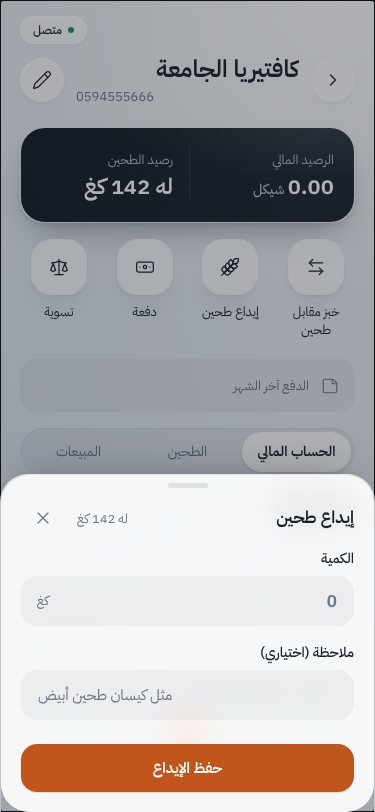 متصل
كافتيريا الجامعة
0594555666
الرصيد المالي
0.00 شيكل
رصيد الطحين
له 142 كغ
خبز مقابل طحين
إيداع طحين
دفعة
تسوية
الدفع آخر الشهر
الحساب المالي
الطحين
المبيعات
إيداع طحين
له 142 كغ
الكمية
0
كغ
ملاحظة (اختياري)
مثل كيسان طحين أبيض
حفظ الإيداع